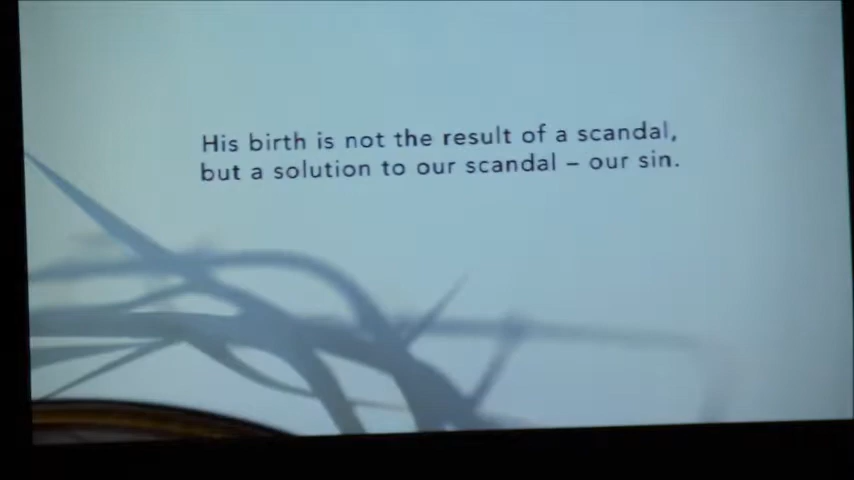 His birth is not the result of a scandal,
but a solution to our scandal – our sin.